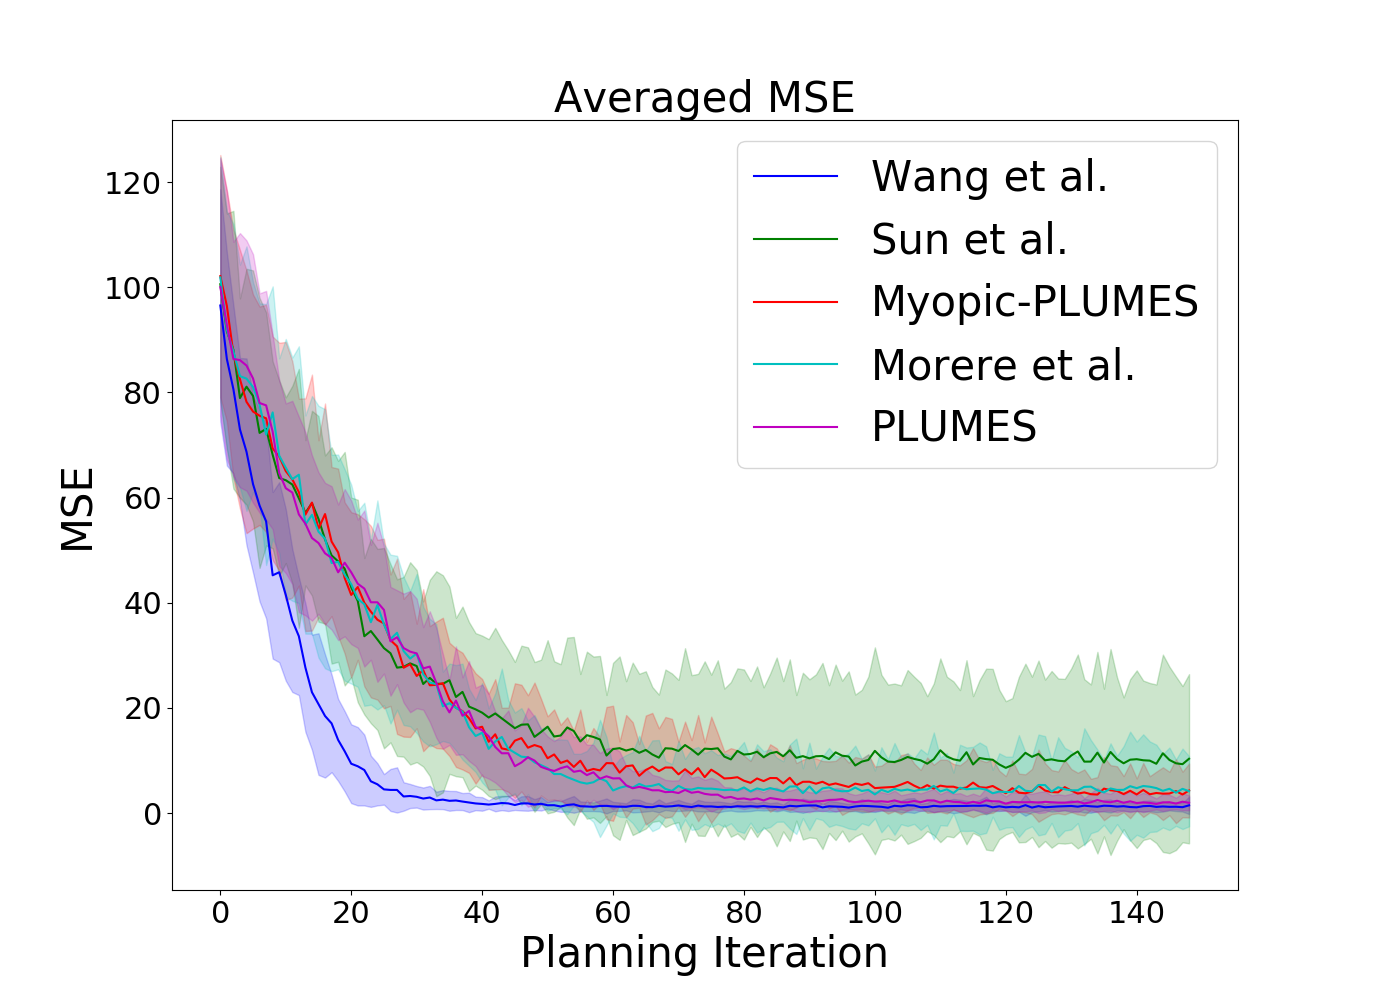 Averaged MSE
Wang et al.
Sun et al.
Myopic-PLUMES
Morere et al.
PLUMES
MSE
120
100
80
60
40
20
0
0 20 40 60 80 100 120 140
Planning Iteration